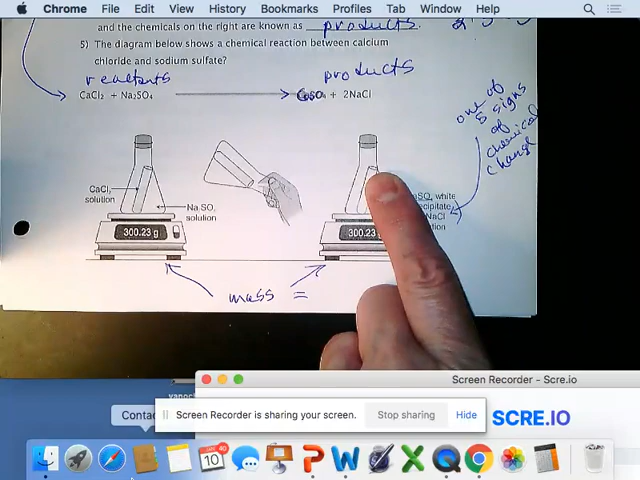 Chrome File Edit View History Bookmarks Profiles Tab Window Help
and the chemicals on the right are known as products.
5) The diagram below shows a chemical reaction between calcium
chloride and sodium sulfate?
reactants products
CaCl₂ + Na₂SO₄ + 2NaCl
one of
5 signs
of
chemical
change
CaCl₂
solution
Na₂SO₄
solution
SO₄ white
NaCl
300.23 g
300.23
mass =
Screen Recorder - Scre.io
Screen Recorder is sharing your screen.
Stop sharing
Hide
SCRE.IO
10